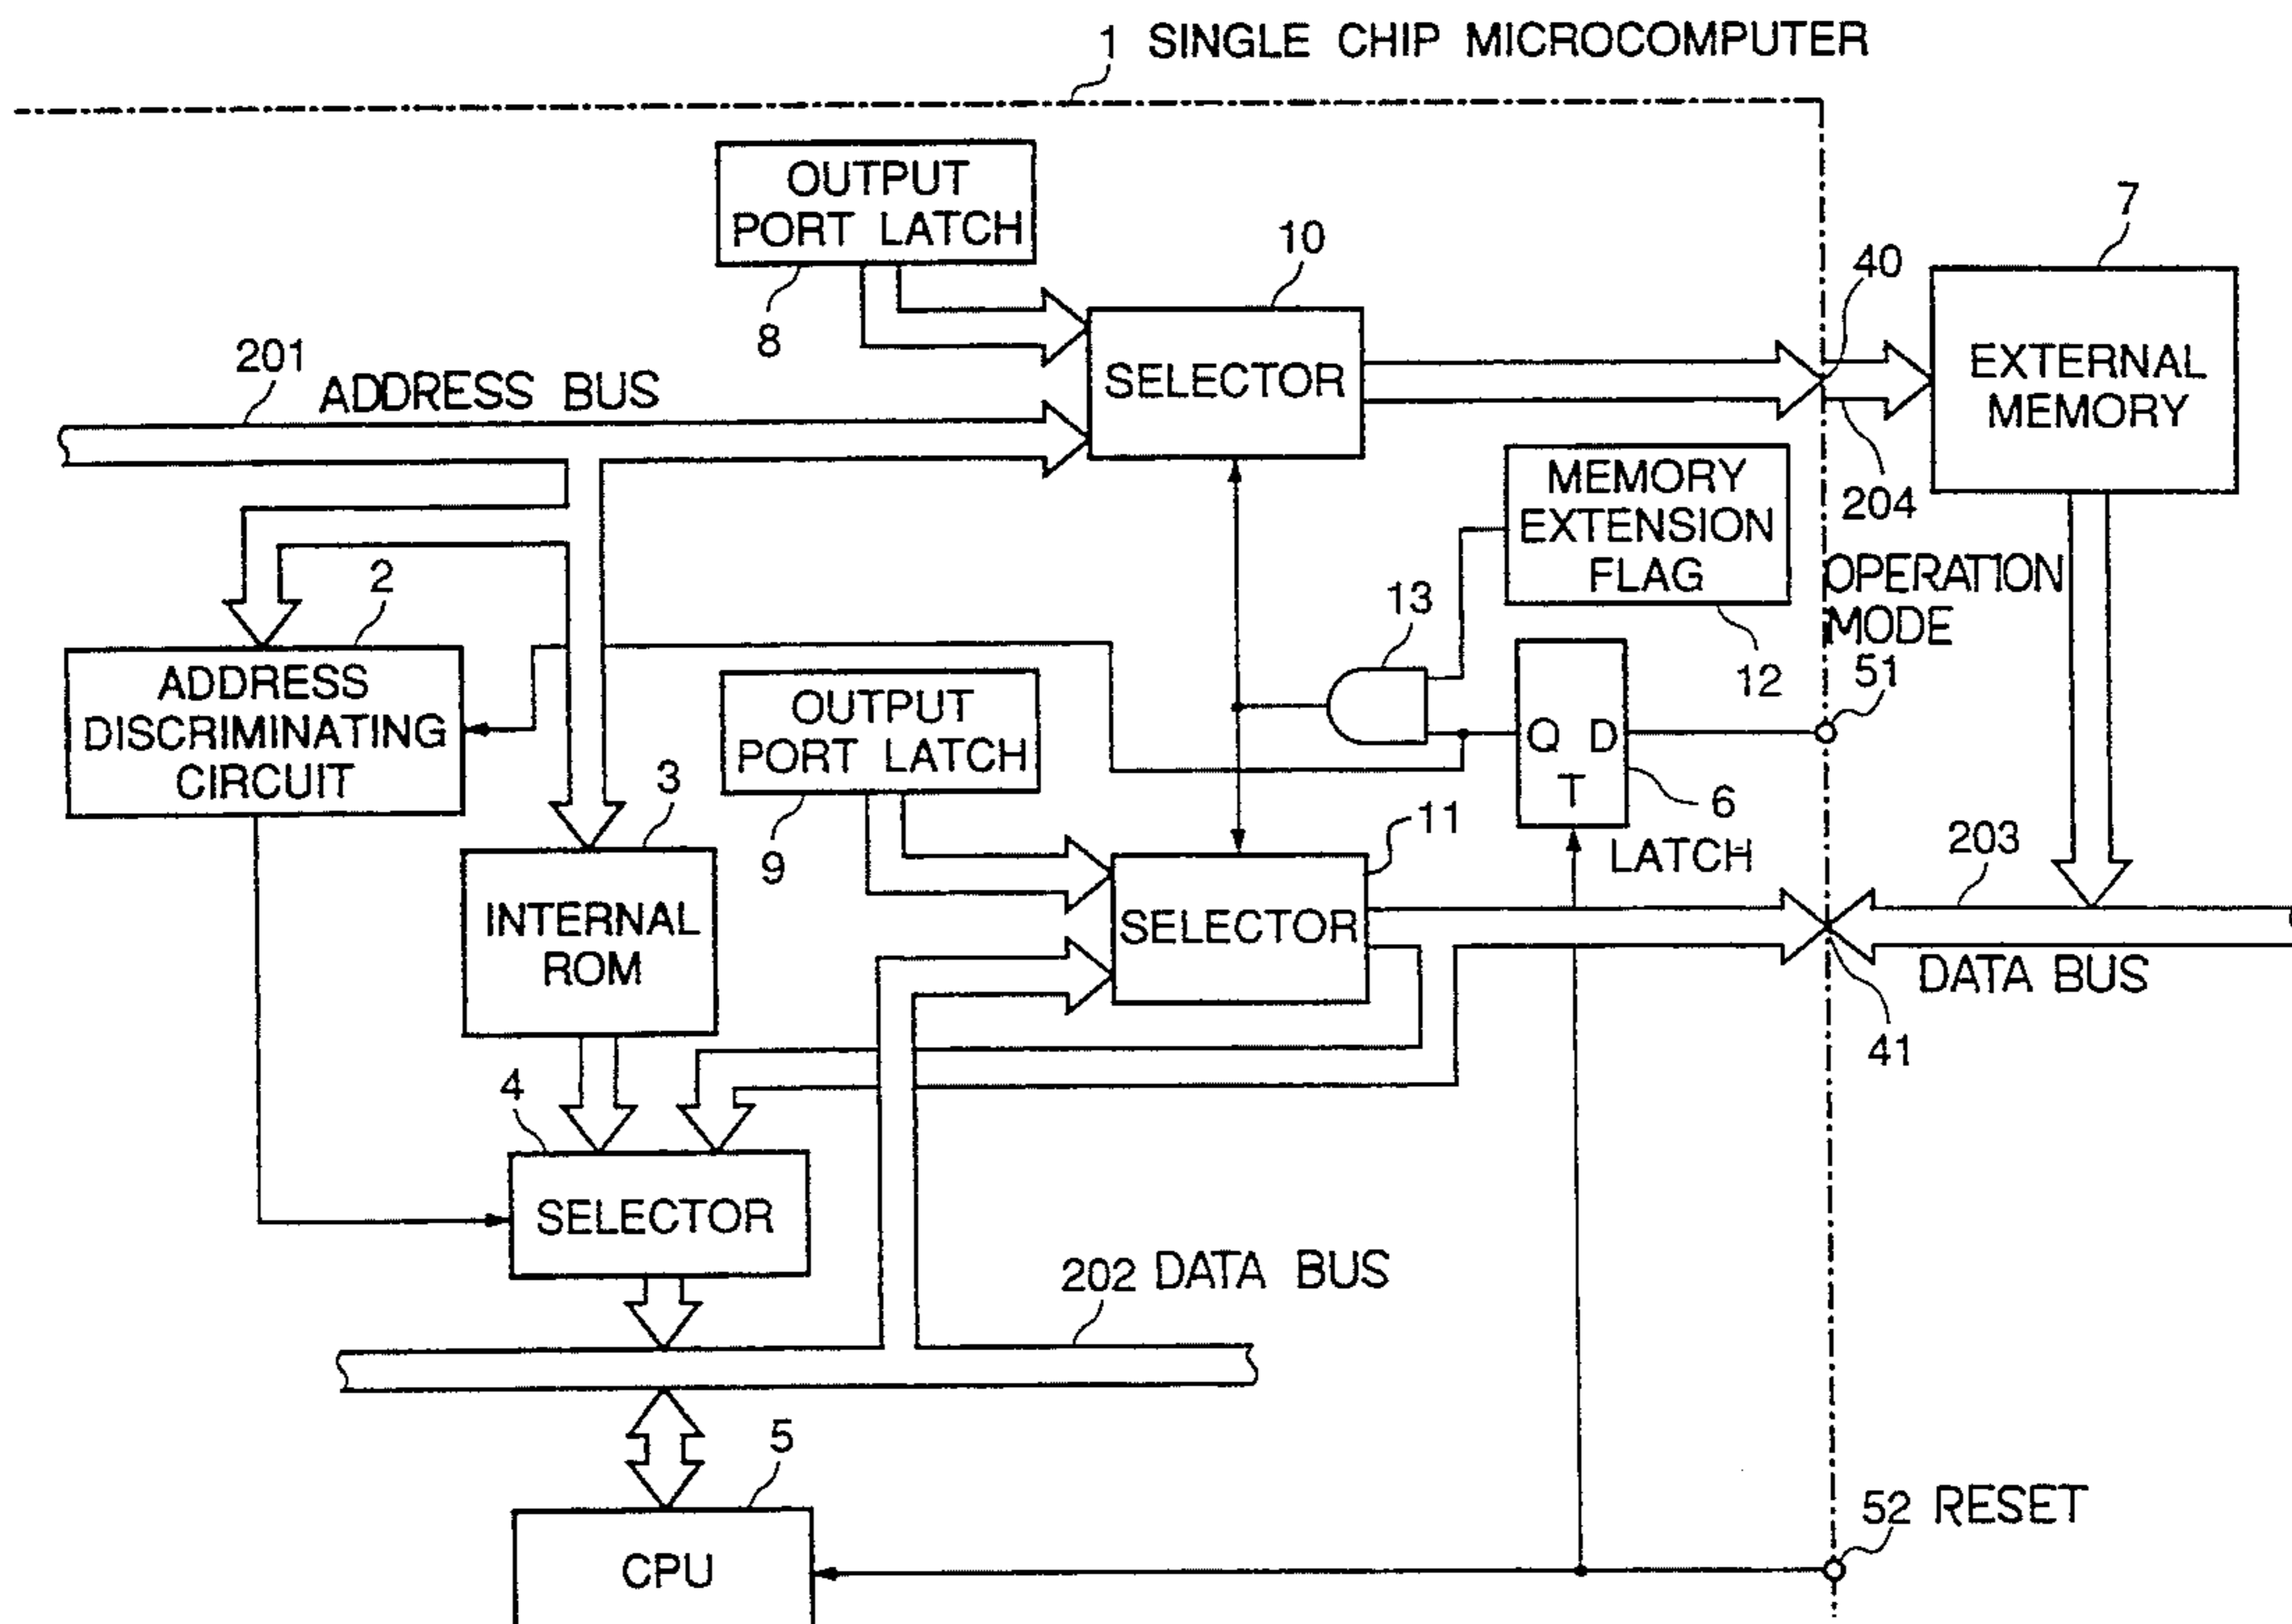 1 SINGLE CHIP MICROCOMPUTER
OUTPUT
PORT LATCH
8
10
SELECTOR
7
40
EXTERNAL
MEMORY
204
201
ADDRESS BUS
MEMORY
EXTENSION
FLAG
12
OPERATION
MODE
51
13
2
ADDRESS
DISCRIMINATING
CIRCUIT
OUTPUT
PORT LATCH
9
Q D
T
6
LATCH
3
INTERNAL
ROM
11
SELECTOR
203
DATA BUS
41
4
SELECTOR
202 DATA BUS
5
CPU
52 RESET